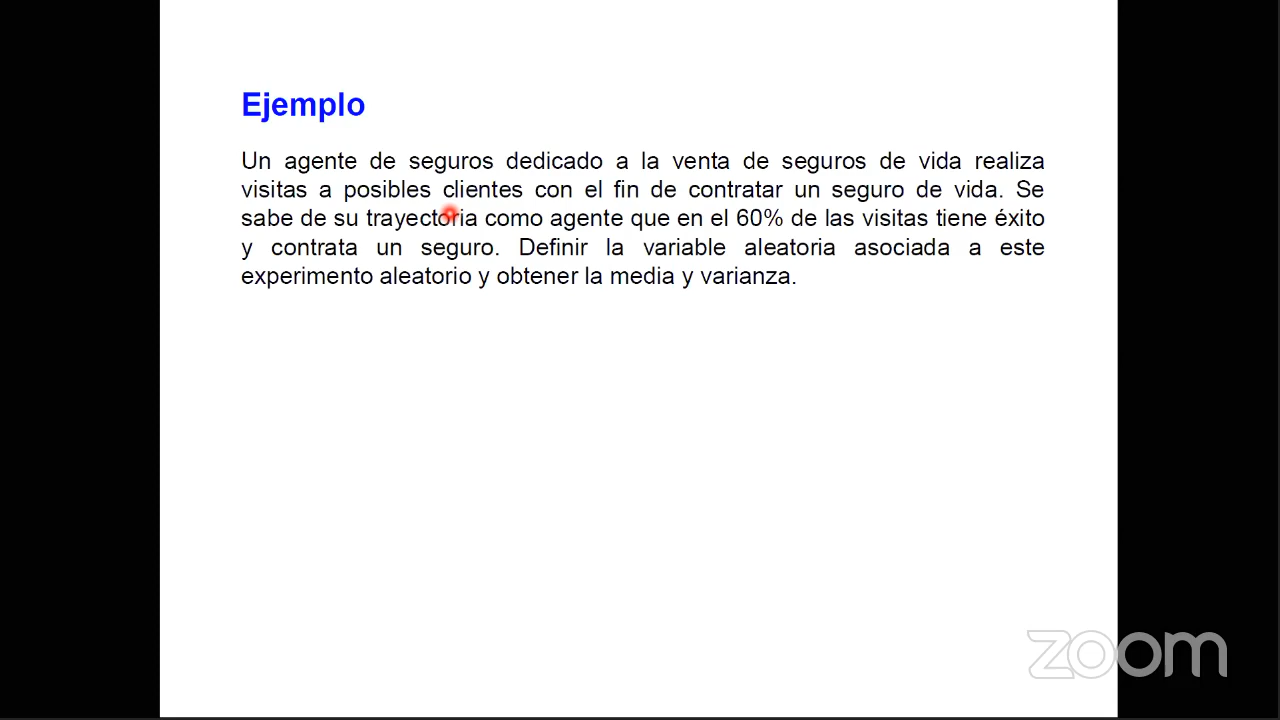 Ejemplo
Un agente de seguros dedicado a la venta de seguros de vida realiza
visitas a posibles clientes con el fin de contratar un seguro de vida. Se
sabe de su trayectoria como agente que en el 60% de las visitas tiene éxito
y contrata un seguro. Definir la variable aleatoria asociada a este
experimento aleatorio y obtener la media y varianza.
zoom